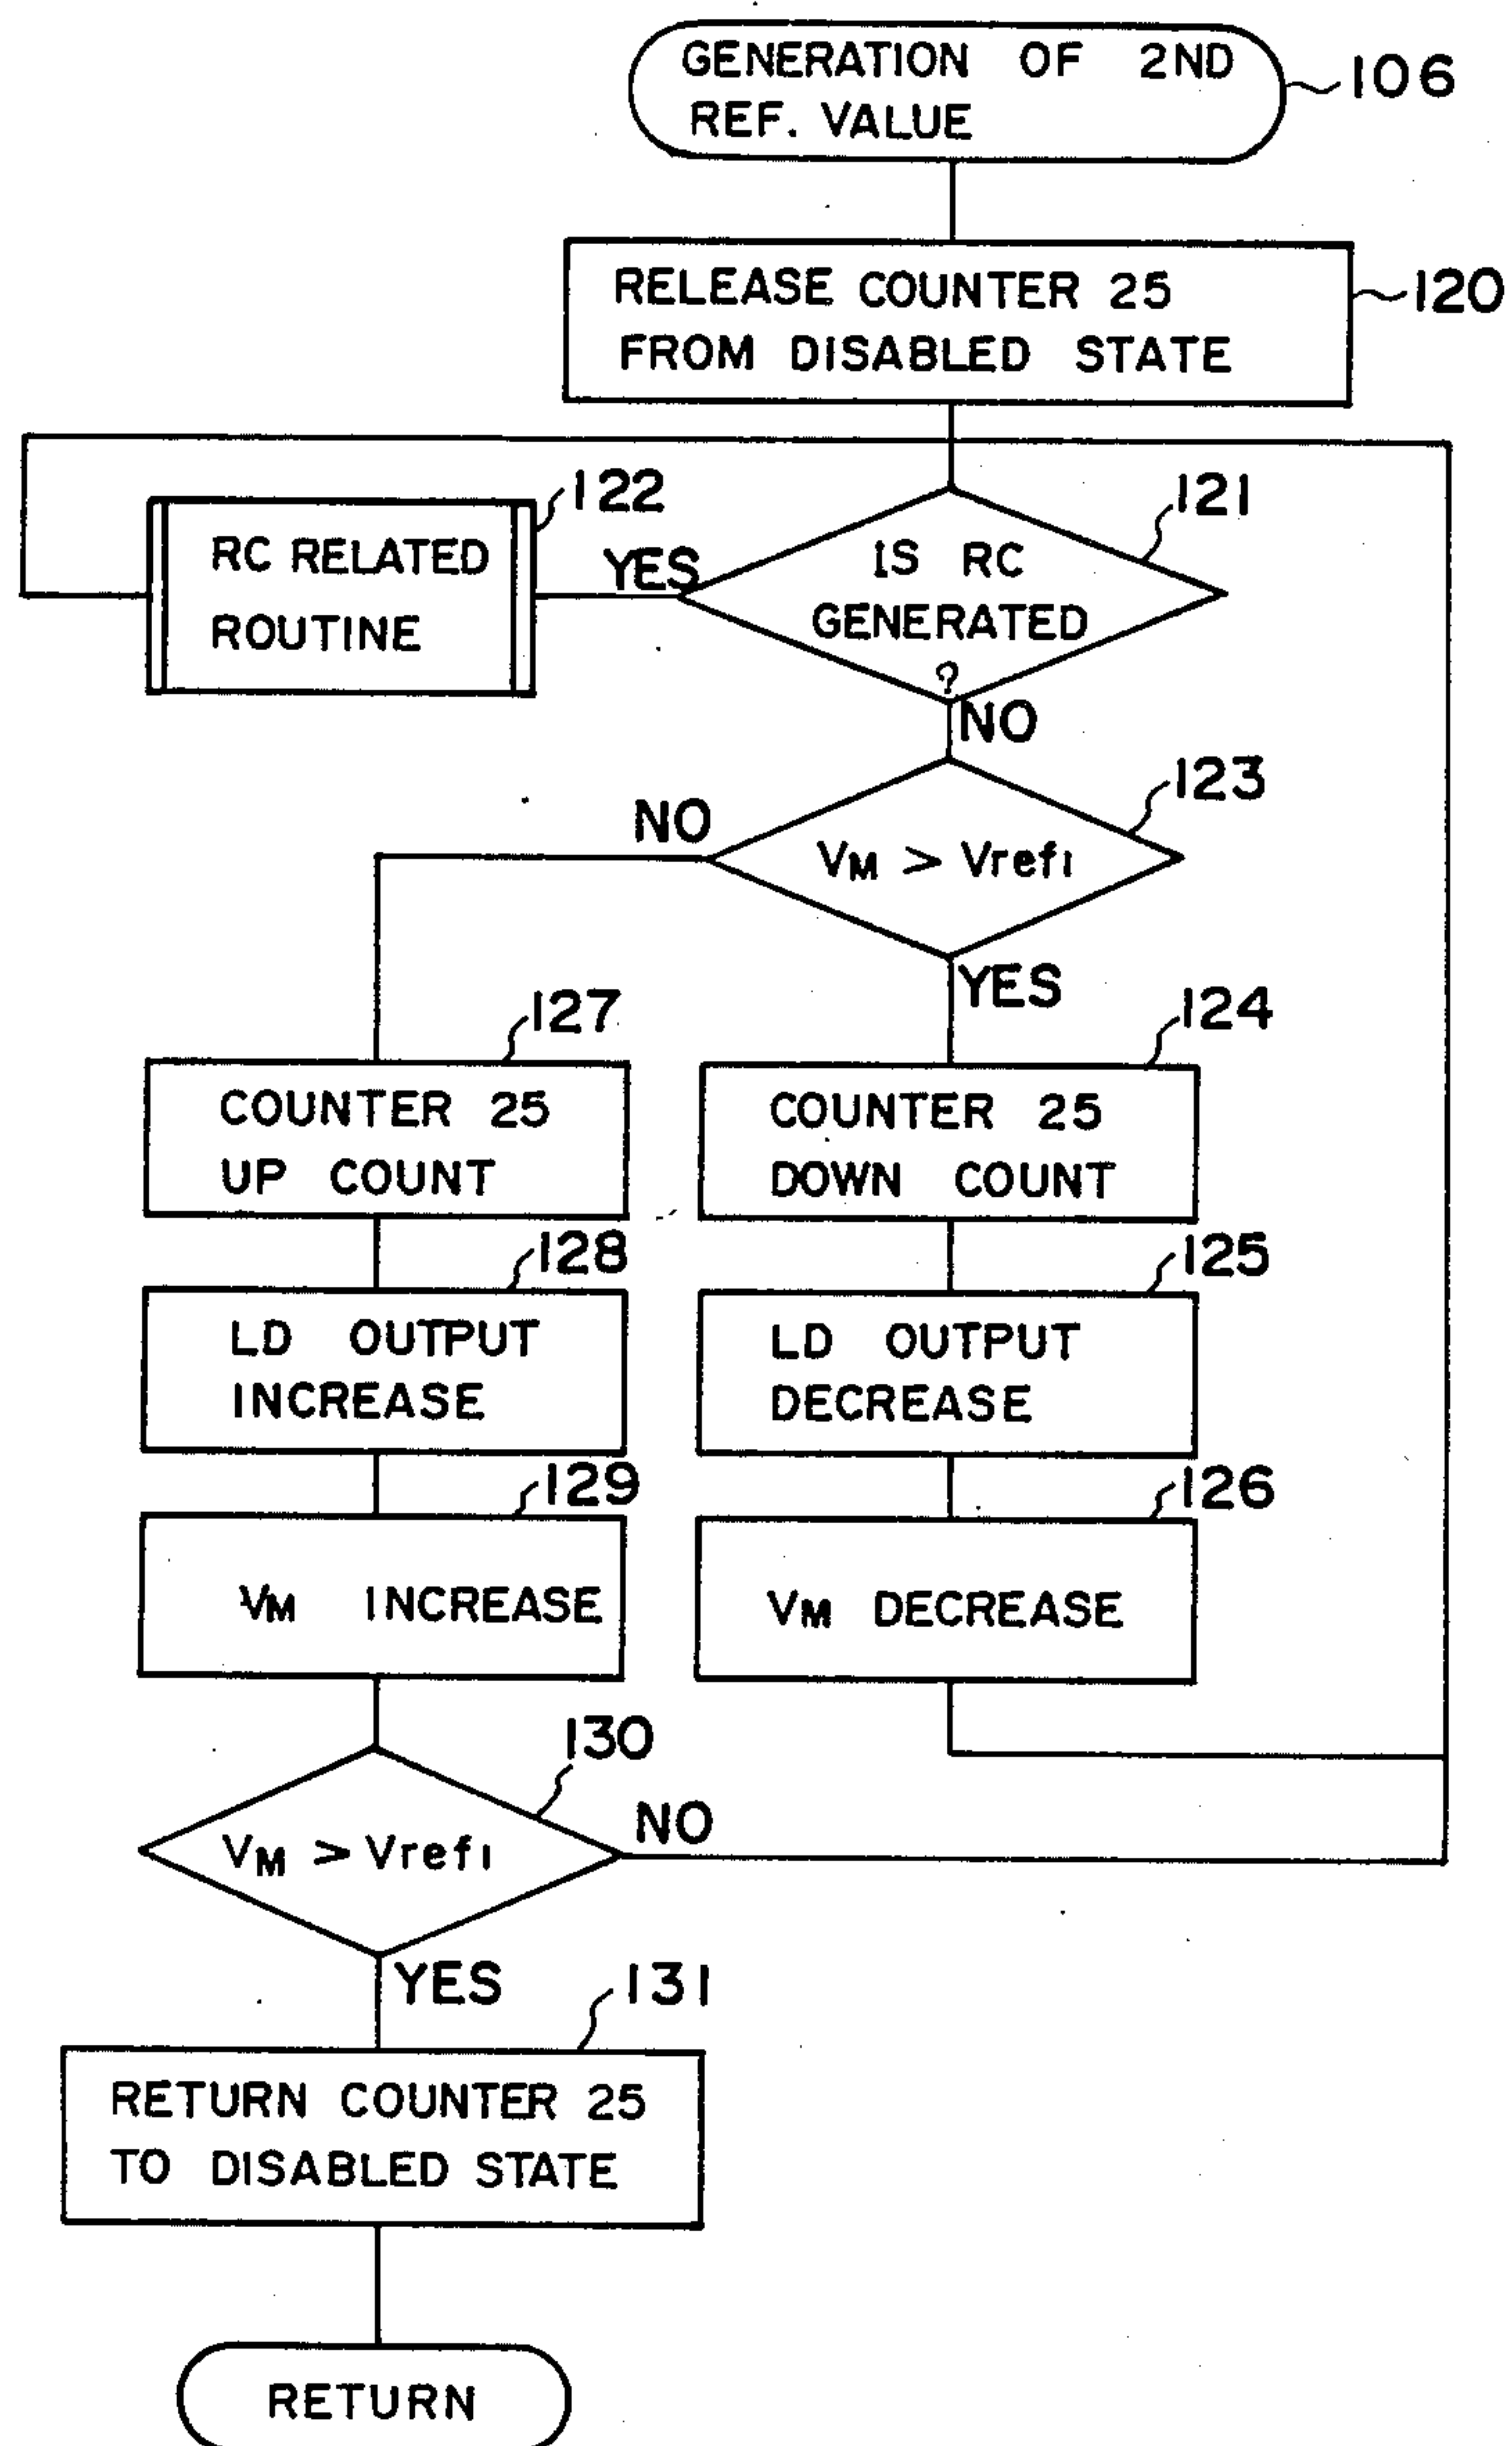 GENERATION OF 2ND
REF. VALUE
106
RELEASE COUNTER 25
FROM DISABLED STATE
120
122
RC RELATED
ROUTINE
YES
121
IS RC
GENERATED
?
NO
123
NO
VM > Vref1
YES
127
COUNTER 25
UP COUNT
124
COUNTER 25
DOWN COUNT
128
LD OUTPUT
INCREASE
125
LD OUTPUT
DECREASE
129
VM INCREASE
126
VM DECREASE
130
VM > Vref1
NO
YES
131
RETURN COUNTER 25
TO DISABLED STATE
RETURN